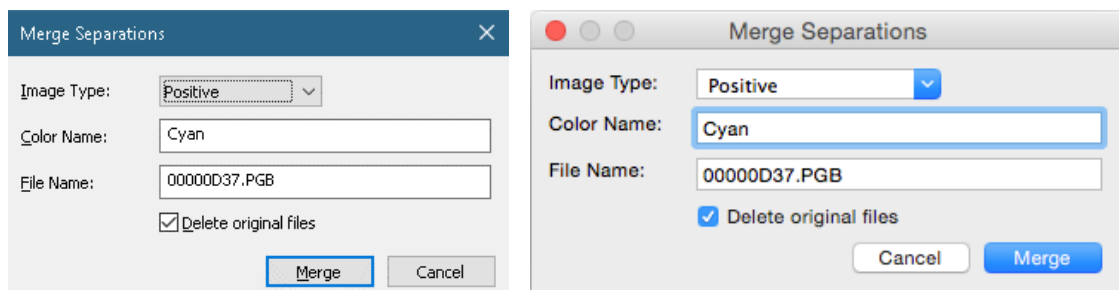 Merge Separations
Image Type: Positive
Color Name: Cyan
File Name: 00000D37.PGB
Delete original files
Merge Cancel
Merge Separations
Image Type: Positive
Color Name: Cyan
File Name: 00000D37.PGB
Delete original files
Cancel Merge